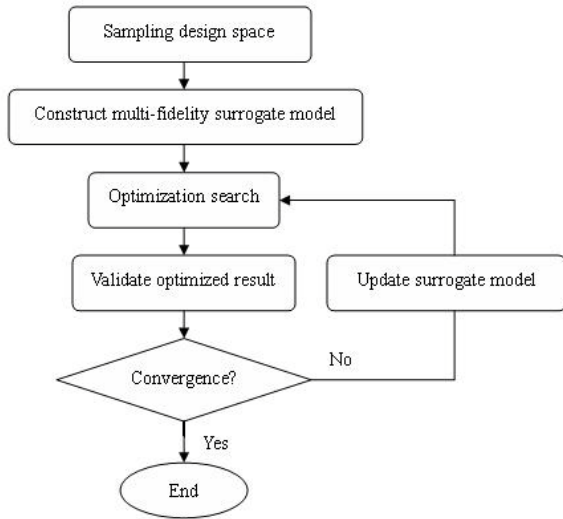 Sampling design space
Construct multi-fidelity surrogate model
Optimization search
Validate optimized result
Update surrogate model
Convergence?
No
Yes
End